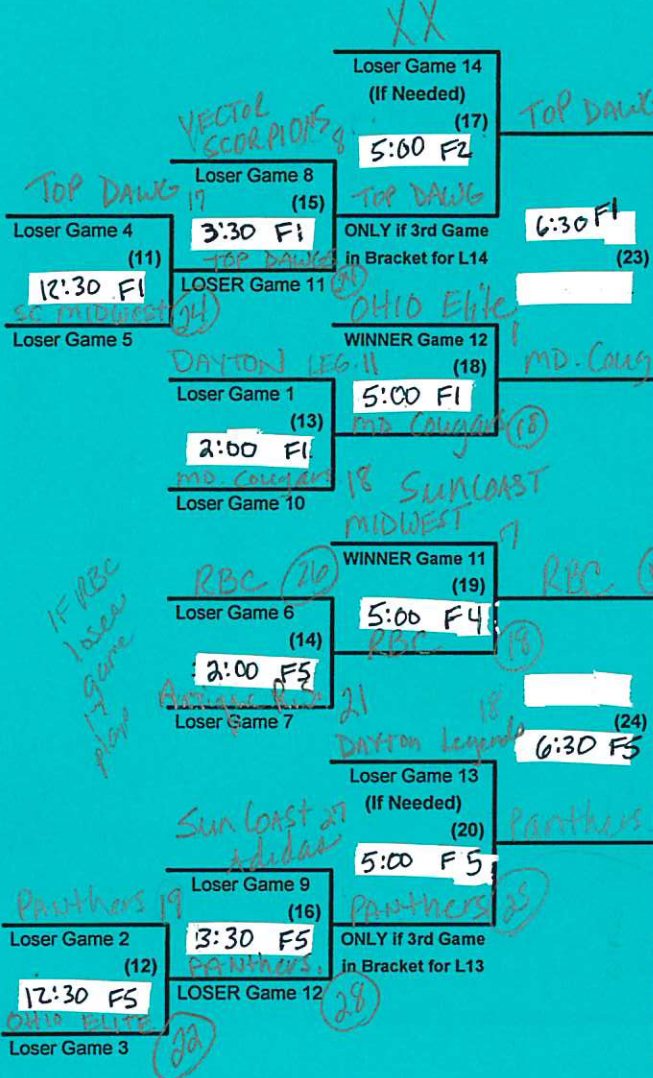 XX
Loser Game 14
(If Needed)
(17)
5:00 F2
TOP DAWG
ONLY if 3rd Game
in Bracket for L14
TOP DAWG
VECTOR
SCORPIONS 8
Loser Game 8
(15)
3:30 F1
TOP DAWGS
LOSER Game 11
TOP DAWG 17
Loser Game 4
(11)
12:30 F1
SC MIDWEST 24
Loser Game 5
6:30 F1
(23)
OHIO Elite 1
WINNER Game 12
(18)
5:00 F1
MD Cougars 18
MD. Coug
DAYTON LEG. 11
Loser Game 1
(13)
2:00 F1
MD. Cougars 18
Loser Game 10
SUNCOAST
MIDWEST 7
WINNER Game 11
(19)
5:00 F4
RBC 18
RBC
RBC 26
Loser Game 6
(14)
2:00 F5
21
Loser Game 7
IF RBC
loses
game
17
play
(24)
6:30 F5
DAYTON Legends 18
Loser Game 13
(If Needed)
(20)
5:00 F5
PANTHERS 25
ONLY if 3rd Game
in Bracket for L13
Panthers
Sun Coast 27
Adidas
Loser Game 9
(16)
3:30 F5
PANTHERS.
LOSER Game 12 28
PANthers 19
Loser Game 2
(12)
12:30 F5
OHIO ELITE 22
Loser Game 3